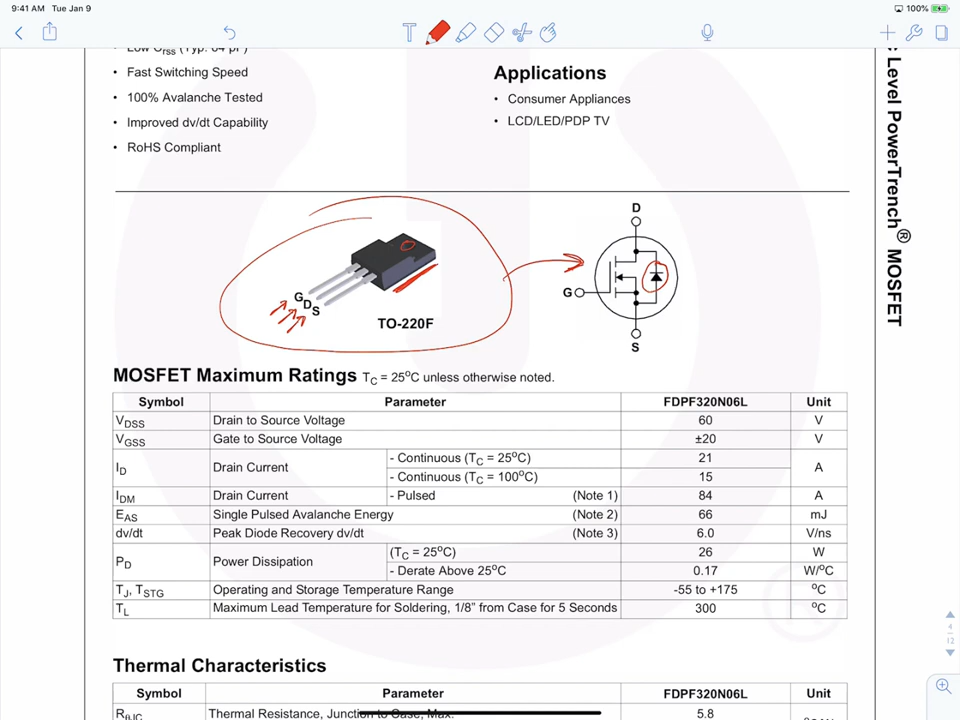 9:41 AM Tue Jan 9
100%
T
• Fast Switching Speed
• 100% Avalanche Tested
• Improved dv/dt Capability
• RoHS Compliant
Applications
• Consumer Appliances
• LCD/LED/PDP TV
Level PowerTrench® MOSFET
G
D
S
TO-220F
D
G
S
MOSFET Maximum Ratings TC = 25°C unless otherwise noted.
Symbol Parameter FDPF320N06L Unit
VDSS Drain to Source Voltage 60 V
VGSS Gate to Source Voltage ±20 V
ID Drain Current - Continuous (TC = 25°C) 21 A
- Continuous (TC = 100°C) 15
IDM Drain Current - Pulsed (Note 1) 84 A
EAS Single Pulsed Avalanche Energy (Note 2) 66 mJ
dv/dt Peak Diode Recovery dv/dt (Note 3) 6.0 V/ns
PD Power Dissipation (TC = 25°C) 26 W
- Derate Above 25°C 0.17 W/°C
TJ, TSTG Operating and Storage Temperature Range -55 to +175 °C
TL Maximum Lead Temperature for Soldering, 1/8” from Case for 5 Seconds 300 °C
Thermal Characteristics
Symbol Parameter FDPF320N06L Unit
RθJC Thermal Resistance, Junction to Case, Max. 5.8
4
12